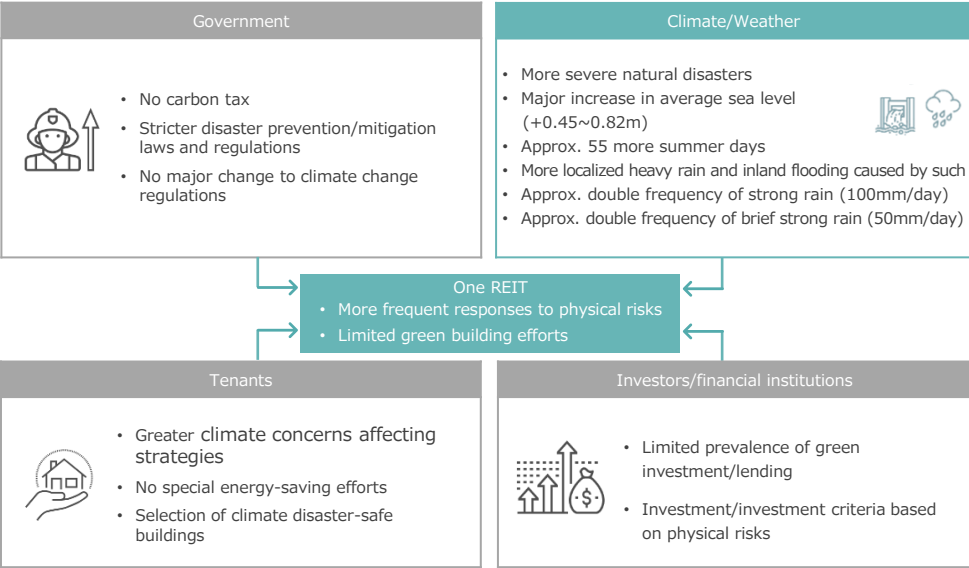 Government
• No carbon tax
• Stricter disaster prevention/mitigation
laws and regulations
• No major change to climate change
regulations
Climate/Weather
• More severe natural disasters
• Major increase in average sea level
(+0.45~0.82m)
• Approx. 55 more summer days
• More localized heavy rain and inland flooding caused by such
• Approx. double frequency of strong rain (100mm/day)
• Approx. double frequency of brief strong rain (50mm/day)
One REIT
• More frequent responses to physical risks
• Limited green building efforts
Tenants
• Greater climate concerns affecting
strategies
• No special energy-saving efforts
• Selection of climate disaster-safe
buildings
Investors/financial institutions
$
• Limited prevalence of green
investment/lending
• Investment/investment criteria based
on physical risks